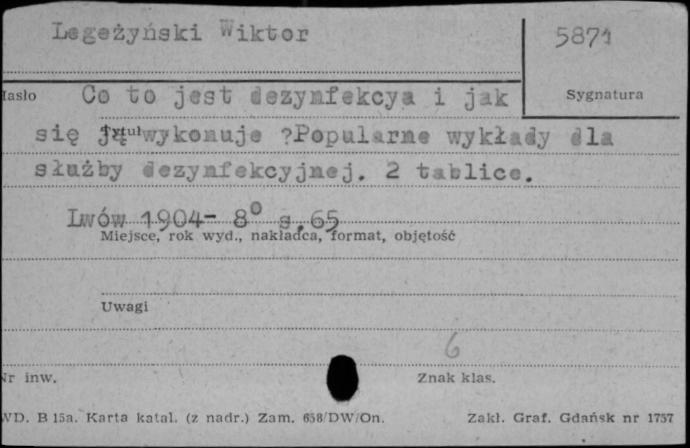 Legeżyński Wiktor
5871
Hasło Co to jest dezynfekcya i jak
Sygnatura
się ją wykonuje ?Popularne wykłady dla
Tytuł
służby dezynfekcyjnej. 2 tablice.
Lwów 1904- 8° s.65
Miejsce, rok wyd., nakładca, format, objętość
Uwagi
6
Nr inw.
Znak klas.
WD. B 15a. Karta katal. (z nadr.) Zam. 658/DW/On.
Zakł. Graf. Gdańsk nr 1757